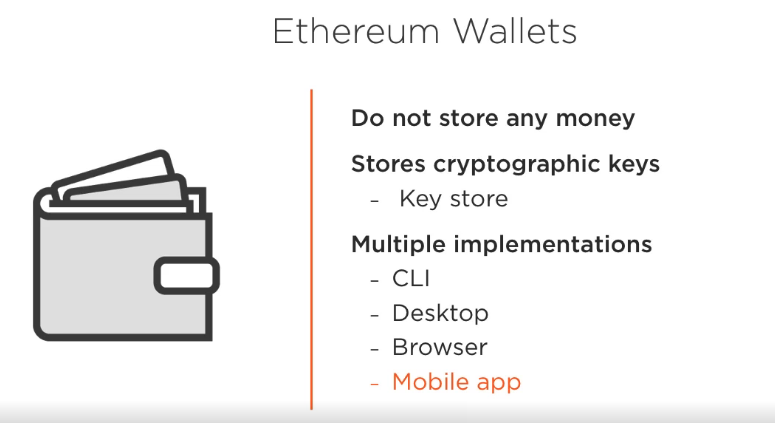 Ethereum Wallets
Do not store any money
Stores cryptographic keys
- Key store
Multiple implementations
- CLI
- Desktop
- Browser
- Mobile app